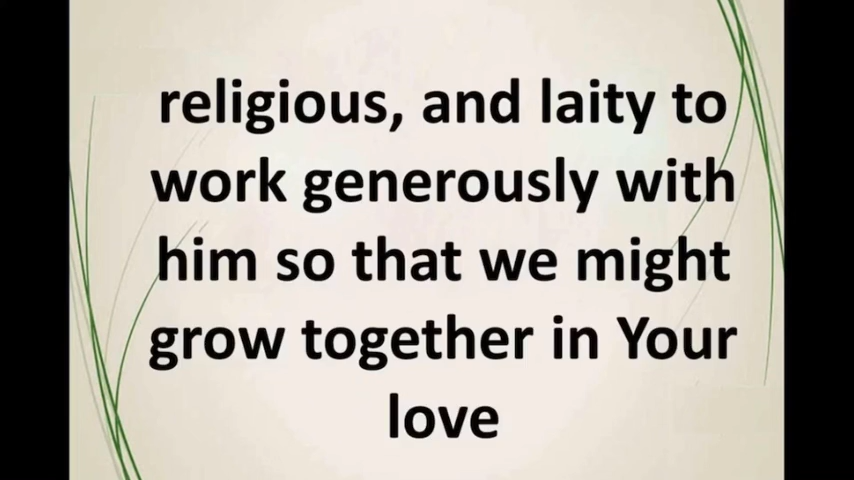 religious, and laity to
work generously with
him so that we might
grow together in Your
love